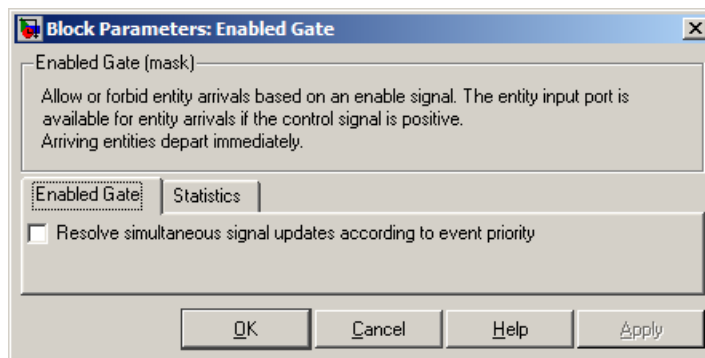 Block Parameters: Enabled Gate
Enabled Gate (mask)
Allow or forbid entity arrivals based on an enable signal. The entity input port is
available for entity arrivals if the control signal is positive.
Arriving entities depart immediately.
Enabled Gate Statistics
Resolve simultaneous signal updates according to event priority
OK Cancel Help Apply